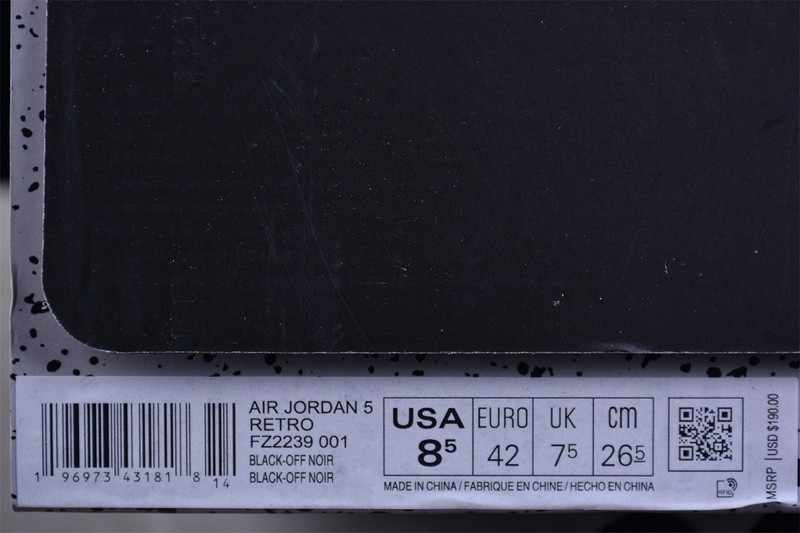 AIR JORDAN 5
RETRO
FZ2239 001
BLACK-OFF NOIR
BLACK-OFF NOIR
1 96973 43181 8 14
USA EURO UK cm
8⁵ 42 7⁵ 26⁵
MADE IN CHINA / FABRIQUE EN CHINE / HECHO EN CHINA
RFID
MSRP | USD $190.00